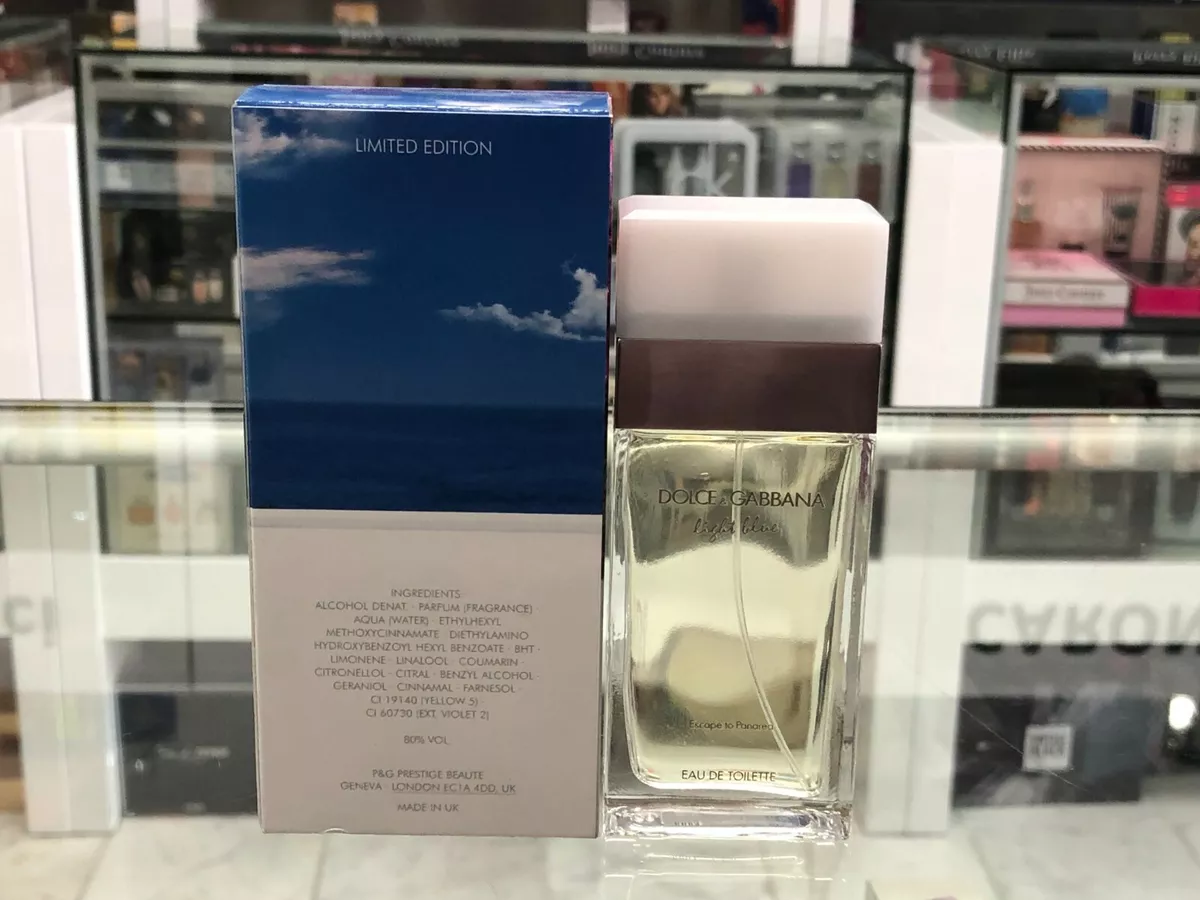 LIMITED EDITION
INGREDIENTS:
ALCOHOL DENAT. · PARFUM (FRAGRANCE) ·
AQUA (WATER) · ETHYLHEXYL
METHOXYCINNAMATE · DIETHYLAMINO
HYDROXYBENZOYL HEXYL BENZOATE · BHT ·
LIMONENE · LINALOOL · COUMARIN ·
CITRONELLOL · CITRAL · BENZYL ALCOHOL ·
GERANIOL · CINNAMAL · FARNESOL ·
CI 19140 (YELLOW 5) ·
CI 60730 (EXT. VIOLET 2)
80% VOL.
P&G PRESTIGE BEAUTE
GENEVA · LONDON EC1A 4DD, UK
MADE IN UK
DOLCE & GABBANA
light blue
Escape to Panarea
EAU DE TOILETTE
CARON